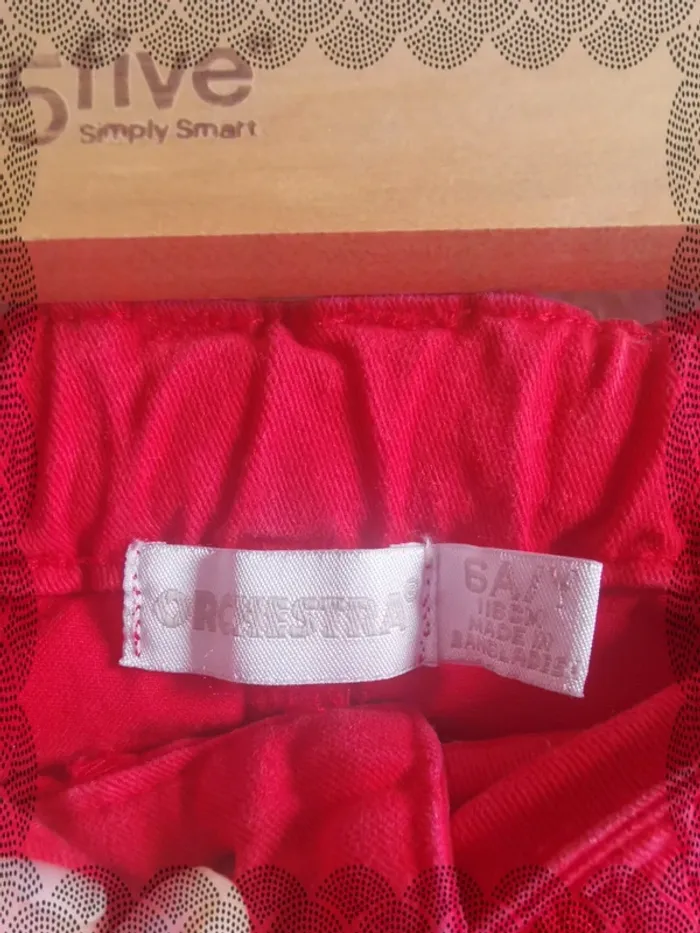 5five®
Simply Smart
ORCHESTRA®
6A/Y
116CM
MADE IN
BANGLADESH